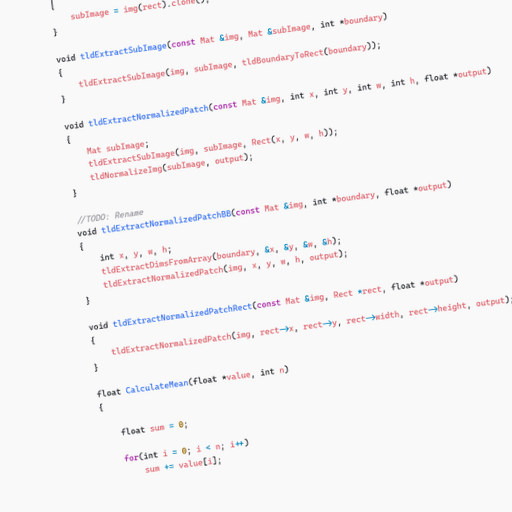 subImage = img(rect).clone();
}
void tldExtractSubImage(const Mat &img, Mat &subImage, int *boundary)
{
tldExtractSubImage(img, subImage, tldBoundaryToRect(boundary));
}
void tldExtractNormalizedPatch(const Mat &img, int x, int y, int w, int h, float *output)
{
Mat subImage;
tldExtractSubImage(img, subImage, Rect(x, y, w, h));
tldNormalizeImg(subImage, output);
}
//TODO: Rename
void tldExtractNormalizedPatchBB(const Mat &img, int *boundary, float *output)
{
int x, y, w, h;
tldExtractDimsFromArray(boundary, &x, &y, &w, &h);
tldExtractNormalizedPatch(img, x, y, w, h, output);
}
void tldExtractNormalizedPatchRect(const Mat &img, Rect *rect, float *output)
{
tldExtractNormalizedPatch(img, rect->x, rect->y, rect->width, rect->height, output);
}
float CalculateMean(float *value, int n)
{
float sum = 0;
for(int i = 0; i < n; i++)
sum += value[i];